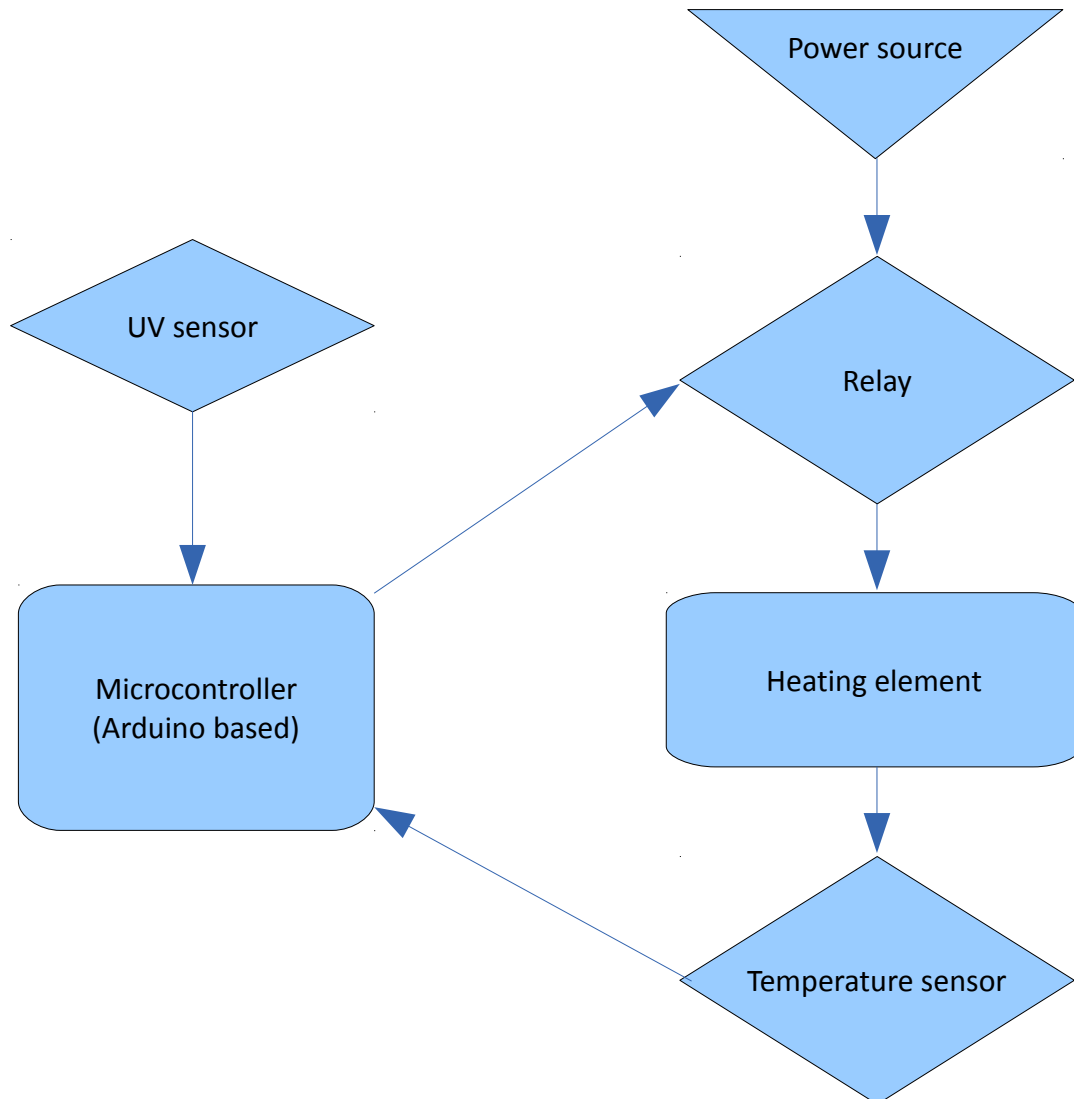 Power source
UV sensor
Relay
Microcontroller
(Arduino based)
Heating element
Temperature sensor